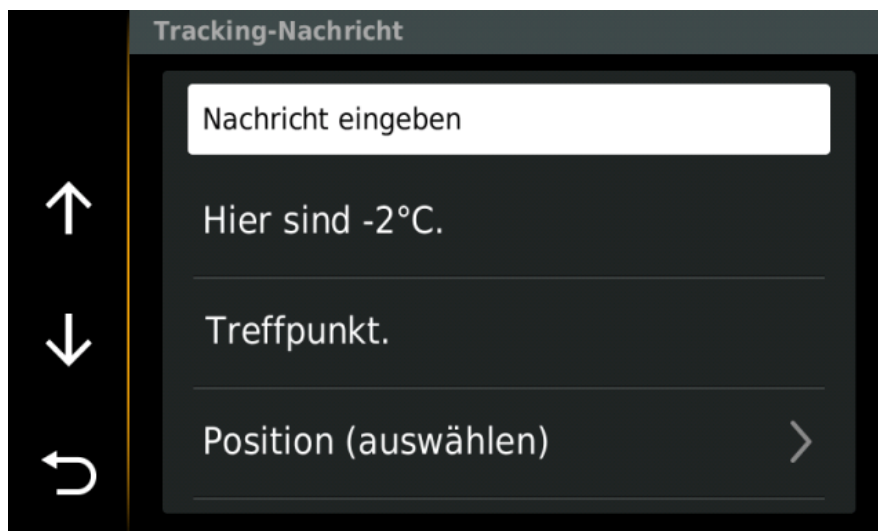 Tracking-Nachricht
Nachricht eingeben
Hier sind -2°C.
Treffpunkt.
Position (auswählen)